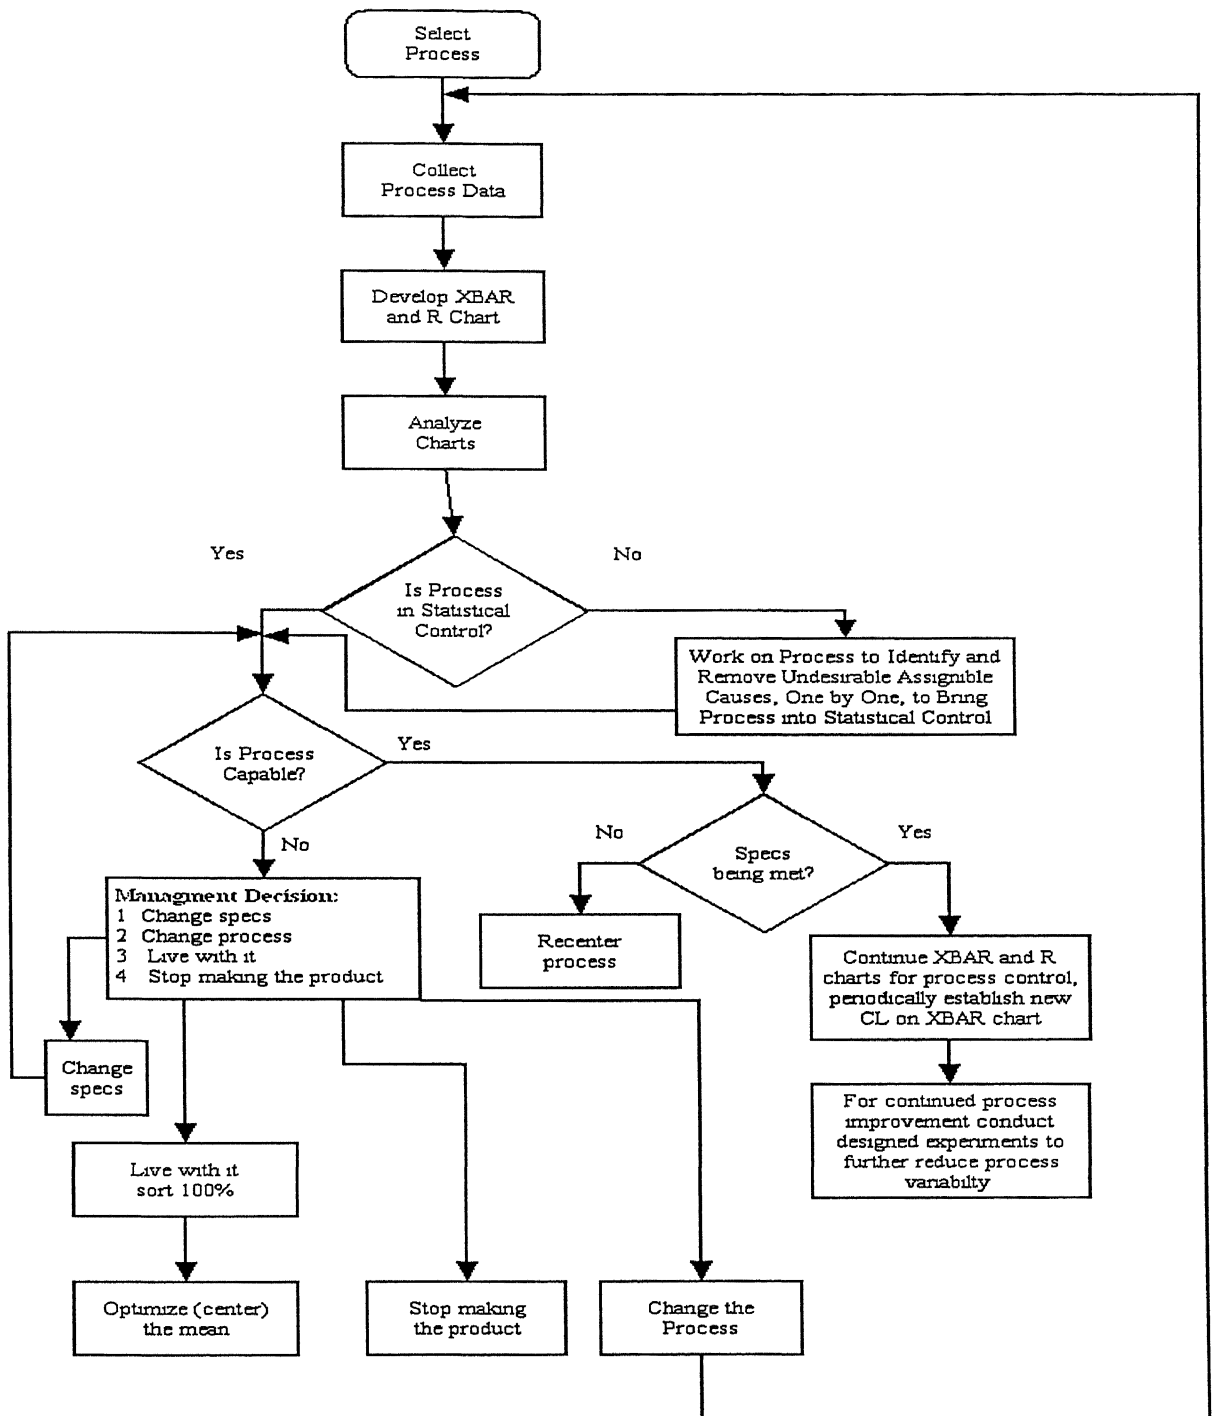 Select
Process
Collect
Process Data
Develop XBAR
and R Chart
Analyze
Charts
Yes
No
Is Process
in Statistical
Control?
Work on Process to Identify and
Remove Undesirable Assignible
Causes, One by One, to Bring
Process into Statistical Control
Is Process
Capable?
Yes
No
No
Yes
Specs
being met?
Managment Decision:
1 Change specs
2 Change process
3 Live with it
4 Stop making the product
Recenter
process
Continue XBAR and R
charts for process control,
periodically establish new
CL on XBAR chart
Change
specs
For continued process
improvement conduct
designed experiments to
further reduce process
variabilty
Live with it
sort 100%
Optimize (center)
the mean
Stop making
the product
Change the
Process